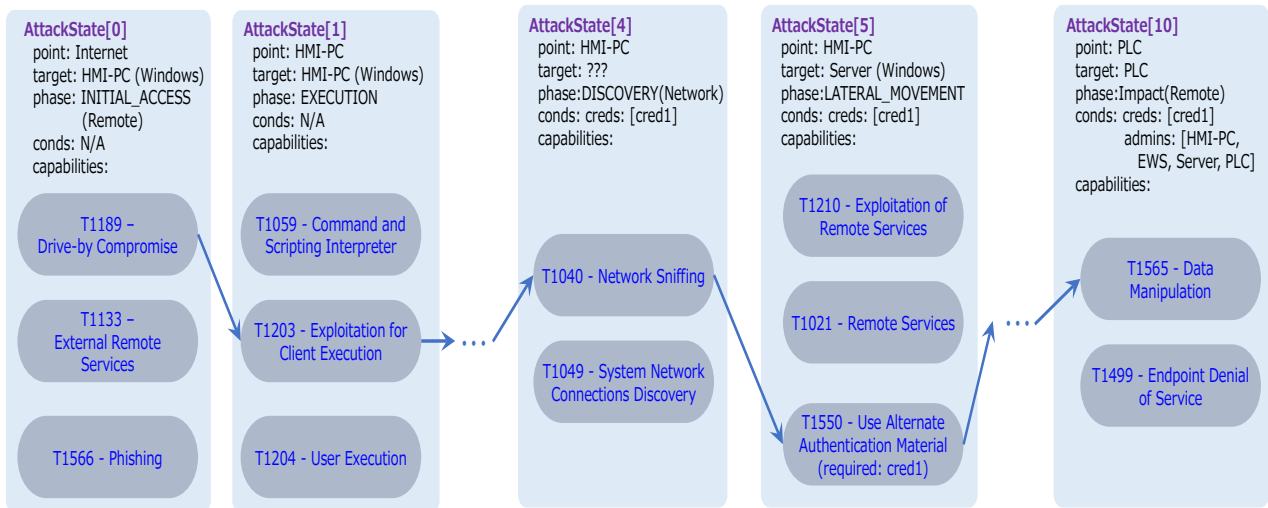 AttackState[0]
point: Internet
target: HMI-PC (Windows)
phase: INITIAL_ACCESS
(Remote)
conds: N/A
capabilities:
T1189 –
Drive-by Compromise
T1133 –
External Remote
Services
T1566 - Phishing
AttackState[1]
point: HMI-PC
target: HMI-PC (Windows)
phase: EXECUTION
conds: N/A
capabilities:
T1059 - Command and
Scripting Interpreter
T1203 - Exploitation for
Client Execution
T1204 - User Execution
....
AttackState[4]
point: HMI-PC
target: ???
phase:DISCOVERY(Network)
conds: creds: [cred1]
capabilities:
T1040 - Network Sniffing
T1049 - System Network
Connections Discovery
AttackState[5]
point: HMI-PC
target: Server (Windows)
phase:LATERAL_MOVEMENT
conds: creds: [cred1]
capabilities:
T1210 - Exploitation of
Remote Services
T1021 - Remote Services
T1550 - Use Alternate
Authentication Material
(required: cred1)
....
AttackState[10]
point: PLC
target: PLC
phase:Impact(Remote)
conds: creds: [cred1]
admins: [HMI-PC,
EWS, Server, PLC]
capabilities:
T1565 - Data
Manipulation
T1499 - Endpoint Denial
of Service